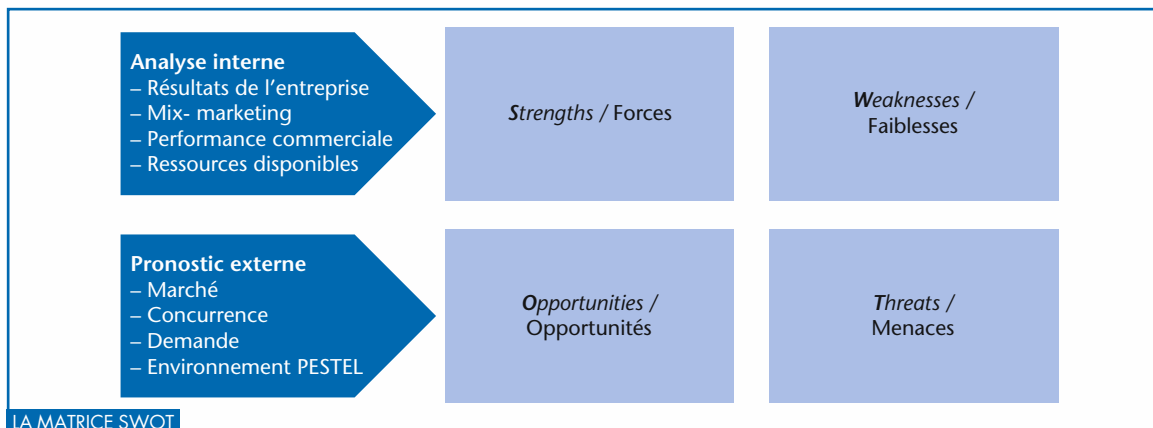 Analyse interne
– Résultats de l’entreprise
– Mix- marketing
– Performance commerciale
– Ressources disponibles
Strengths / Forces
Weaknesses /
Faiblesses
Pronostic externe
– Marché
– Concurrence
– Demande
– Environnement PESTEL
Opportunities /
Opportunités
Threats /
Menaces
LA MATRICE SWOT